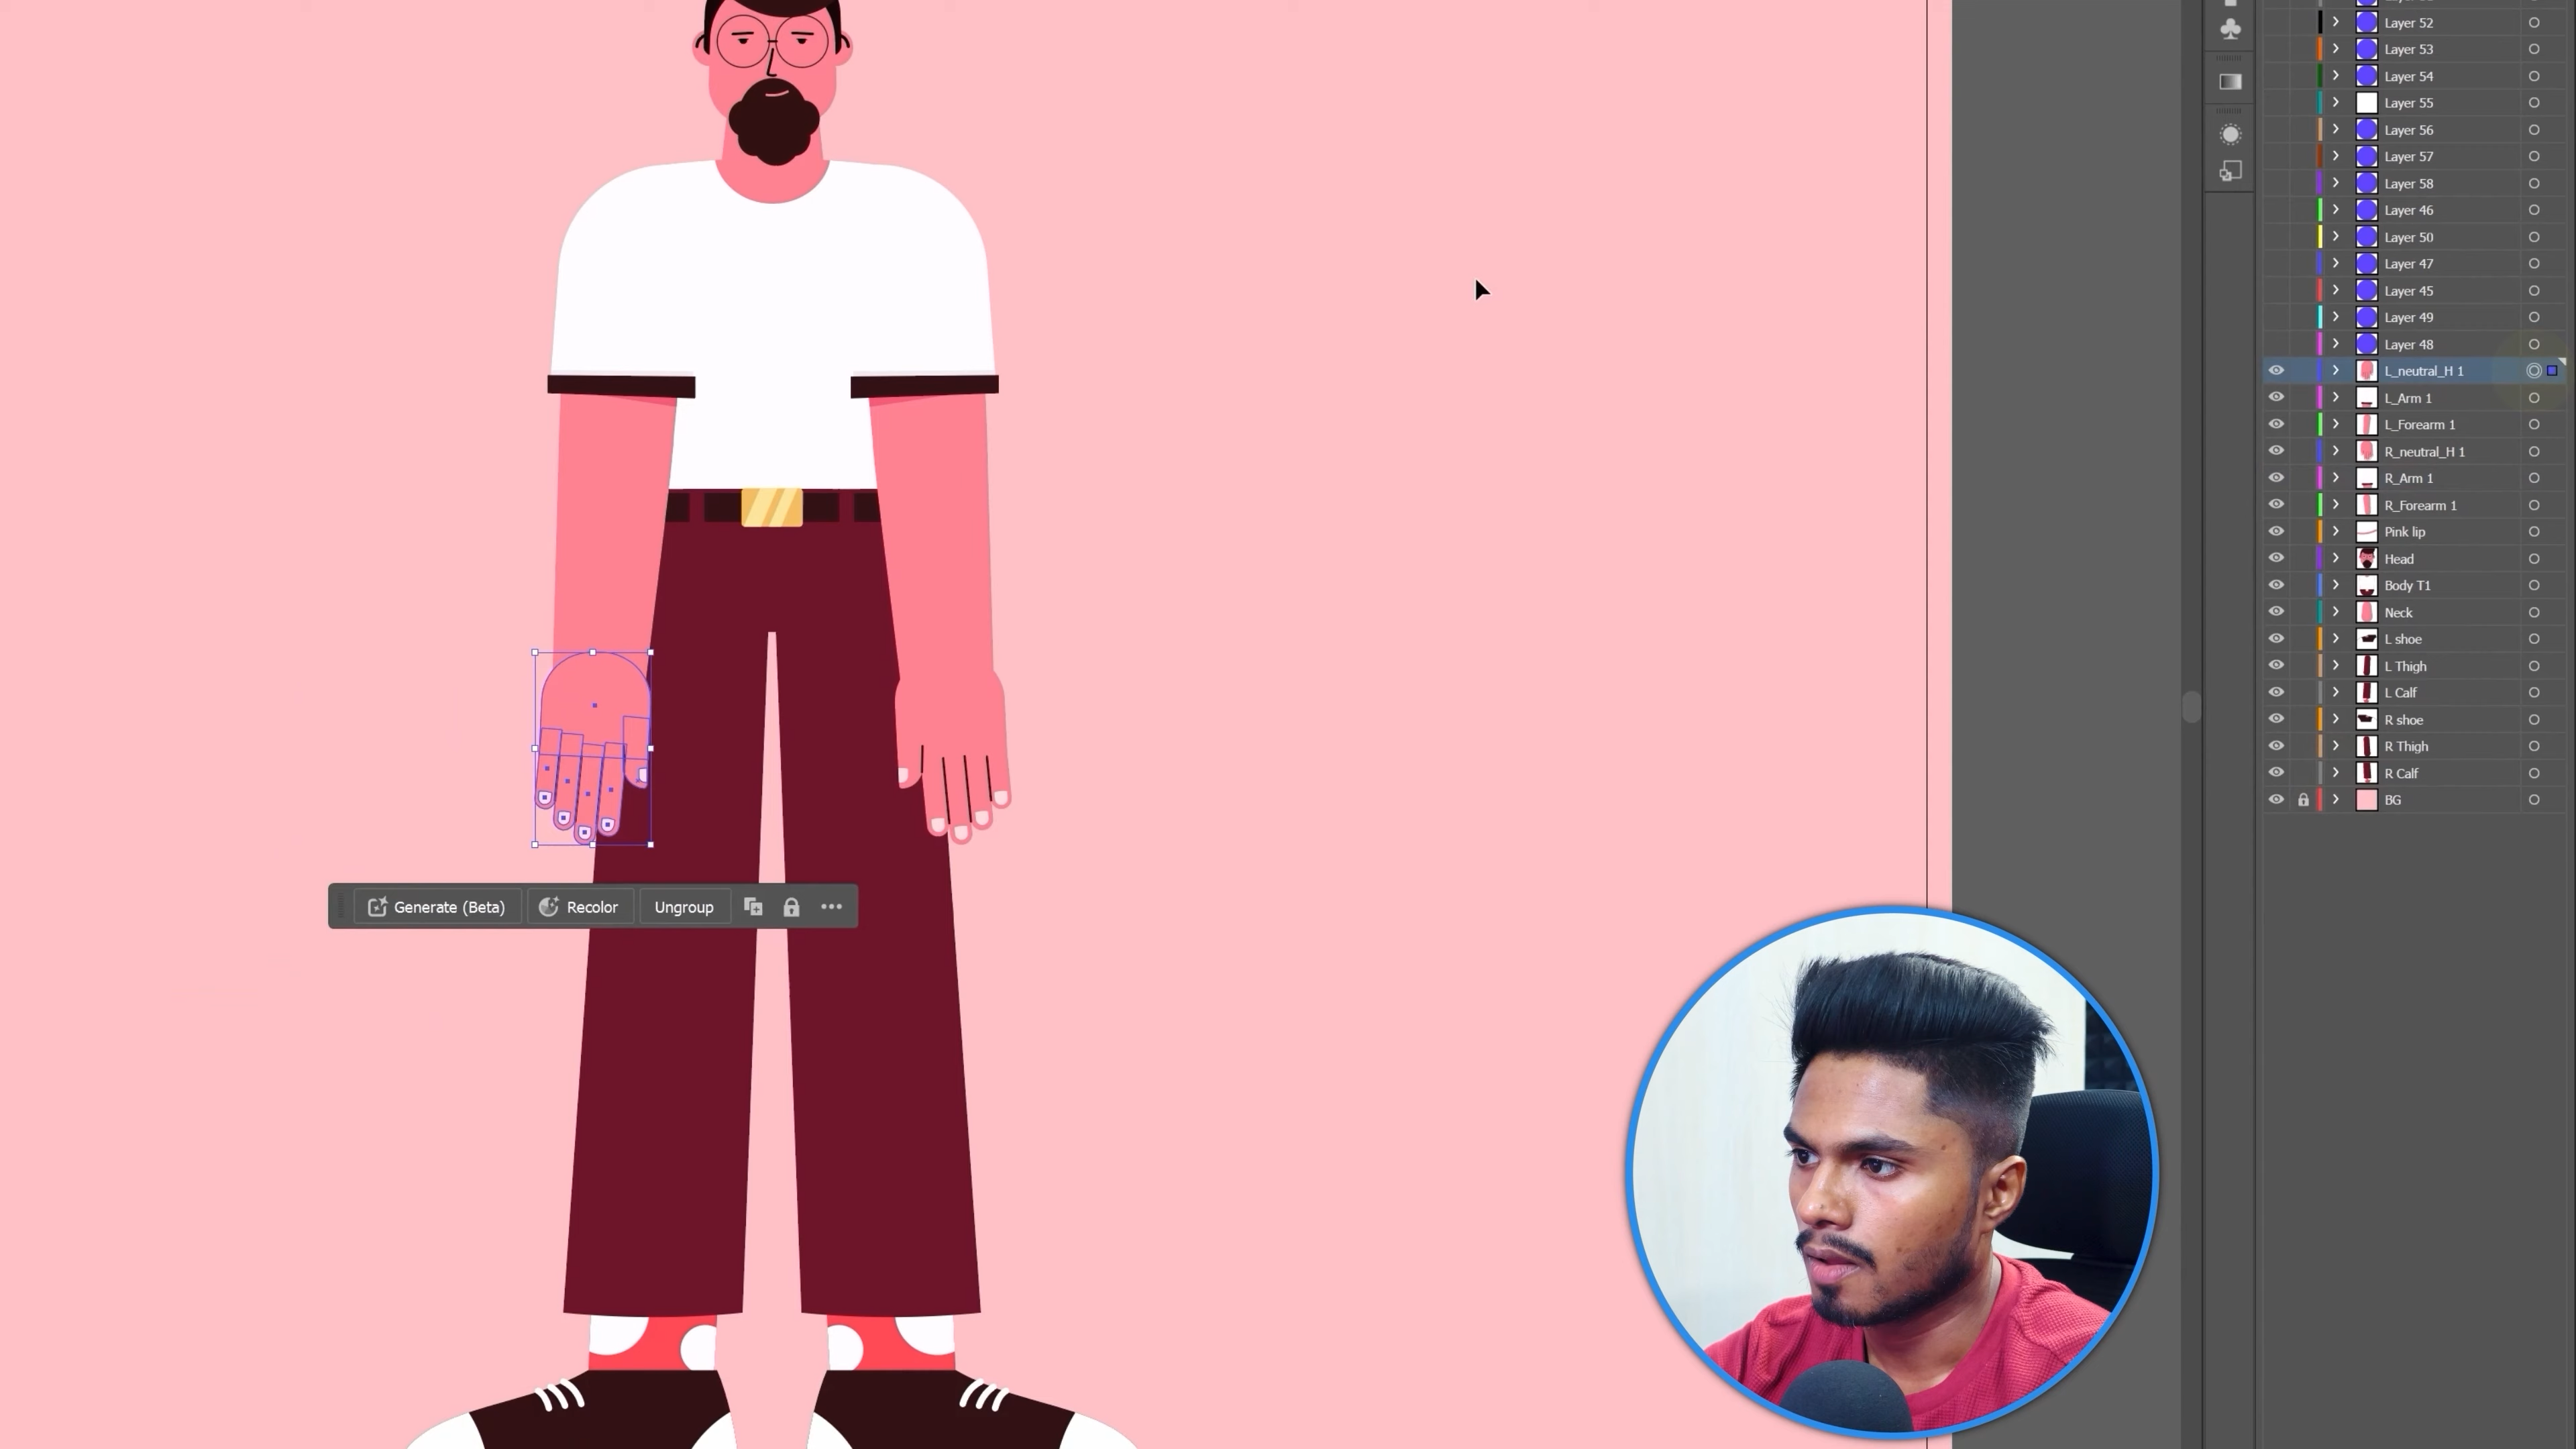 Layer 52
Layer 53
Layer 54
Layer 55
Layer 56
Layer 57
Layer 58
Layer 46
Layer 50
Layer 47
Layer 45
Layer 49
Layer 48
L_neutral_H 1
L_Arm 1
L_Forearm 1
R_neutral_H 1
R_Arm 1
R_Forearm 1
Pink lip
Head
Body T1
Neck
L shoe
L Thigh
L Calf
R shoe
R Thigh
R Calf
BG
Generate (Beta) Recolor Ungroup